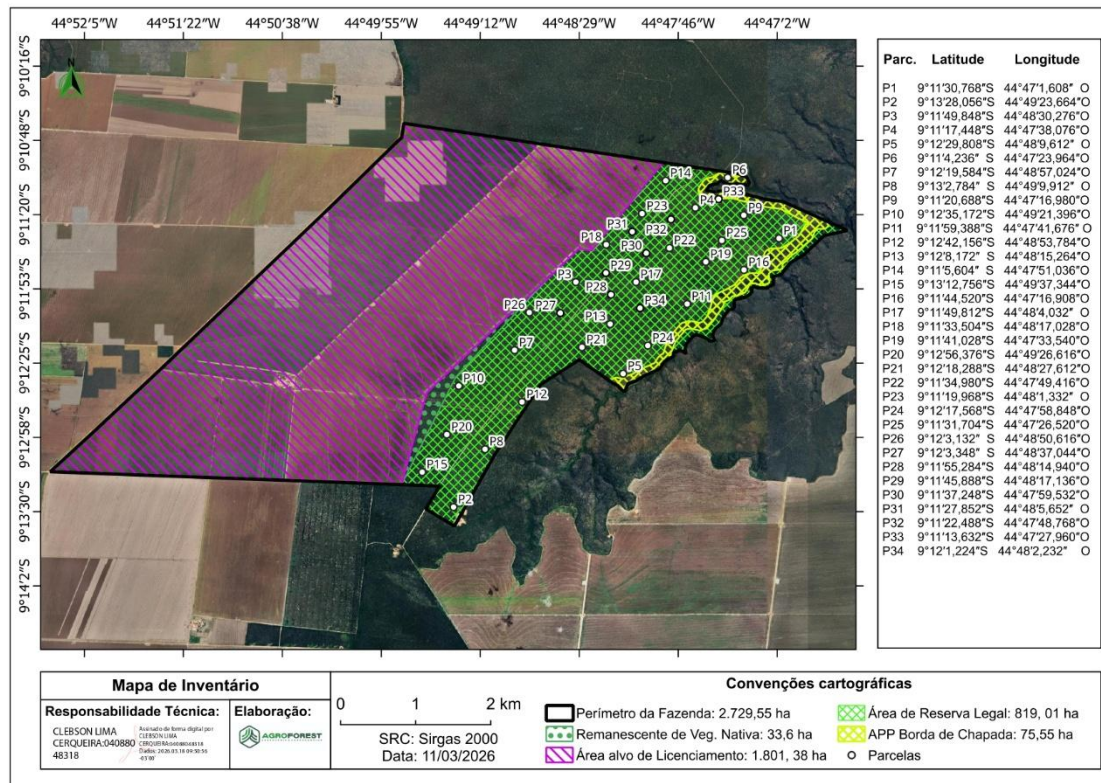 44°52'5"W 44°51'22"W 44°50'38"W 44°49'55"W 44°49'12"W 44°48'29"W 44°47'46"W 44°47'2"W
9°10'16"S
9°10'48"S
9°11'20"S
9°11'53"S
9°12'25"S
9°12'58"S
9°13'30"S
9°14'2"S
N
P6
P14
P33
P4
P23
P9
P31
P32
P1
P18
P30
P22
P25
P19
P16
P29
P3
P17
P28
P34
P11
P26
P27
P13
P21
P24
P7
P5
P10
P12
P20
P8
P15
P2
Parc. Latitude Longitude
P1 9°11'30,768"S 44°47'1,608" O
P2 9°13'28,056"S 44°49'23,664"O
P3 9°11'49,848"S 44°48'30,276"O
P4 9°11'17,448"S 44°47'38,076"O
P5 9°12'29,808"S 44°48'9,612" O
P6 9°11'4,236" S 44°47'23,964"O
P7 9°12'19,584"S 44°48'57,024"O
P8 9°13'2,784" S 44°49'9,912" O
P9 9°11'20,688"S 44°47'16,980"O
P10 9°12'35,172"S 44°49'21,396"O
P11 9°11'59,388"S 44°47'41,676"O
P12 9°12'42,156"S 44°48'53,784"O
P13 9°12'8,172" S 44°48'15,264"O
P14 9°11'5,604" S 44°47'51,036"O
P15 9°13'12,756"S 44°49'37,344"O
P16 9°11'44,520"S 44°47'16,908"O
P17 9°11'49,812"S 44°48'4,032" O
P18 9°11'33,504"S 44°48'17,028"O
P19 9°11'41,028"S 44°47'33,540"O
P20 9°12'56,376"S 44°49'26,616"O
P21 9°12'18,288"S 44°48'27,612"O
P22 9°11'34,980"S 44°47'49,416"O
P23 9°11'19,968"S 44°48'1,332" O
P24 9°12'17,568"S 44°47'58,848"O
P25 9°11'31,704"S 44°47'26,520"O
P26 9°12'3,132" S 44°48'50,616"O
P27 9°12'3,348" S 44°48'37,044"O
P28 9°11'55,284"S 44°48'14,940"O
P29 9°11'45,888"S 44°48'17,136"O
P30 9°11'37,248"S 44°47'59,532"O
P31 9°11'27,852"S 44°48'5,652" O
P32 9°11'22,488"S 44°47'48,768"O
P33 9°11'13,632"S 44°47'27,960"O
P34 9°12'1,224"S 44°48'2,232" O
Mapa de Inventário
Responsabilidade Técnica:
CLEBSON LIMA
CERQUEIRA:040880
48318
Assinado de forma digital por
CLEBSON LIMA
CERQUEIRA:04088048318
Dados: 2026.03.18 09:50:56
-03'00'
Elaboração:
AGROFOREST
0 1 2 km
SRC: Sirgas 2000
Data: 11/03/2026
Convenções cartográficas
Perímetro da Fazenda: 2.729,55 ha
Remanescente de Veg. Nativa: 33,6 ha
Área alvo de Licenciamento: 1.801, 38 ha
Área de Reserva Legal: 819, 01 ha
APP Borda de Chapada: 75,55 ha
Parcelas